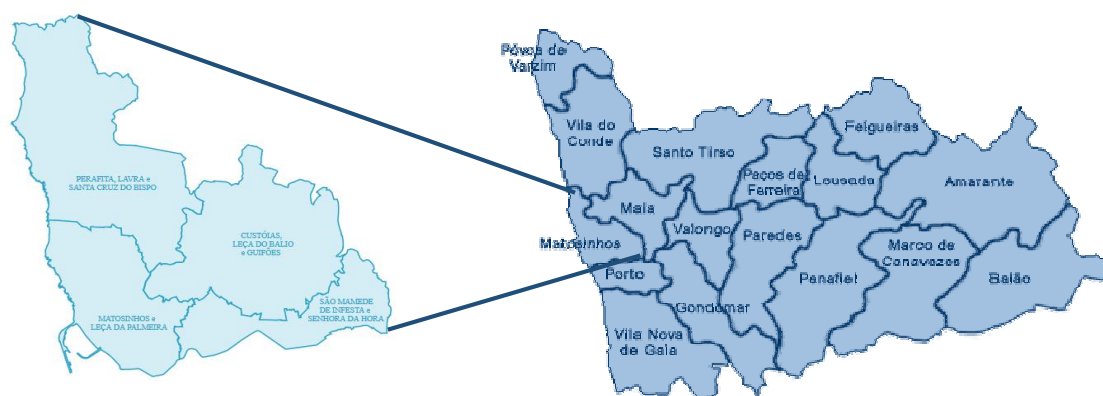 PERAFITA, LAVRA e
SANTA CRUZ DO BISPO
CUSTÓIAS,
LEÇA DO BALIO
e GUIFÕES
MATOSINHOS e
LEÇA DA PALMEIRA
SÃO MAMEDE
DE INFESTA e
SENHORA DA HORA
Póvoa de
Varzim
Vila do
Conde
Santo Tirso
Felgueiras
Paços de
Ferreira
Lousado
Amarante
Maia
Matosinhos
Valongo
Paredes
Marco de
Canavezes
Porto
Penafiel
Baião
Gondomar
Vila Nova
de Gaia